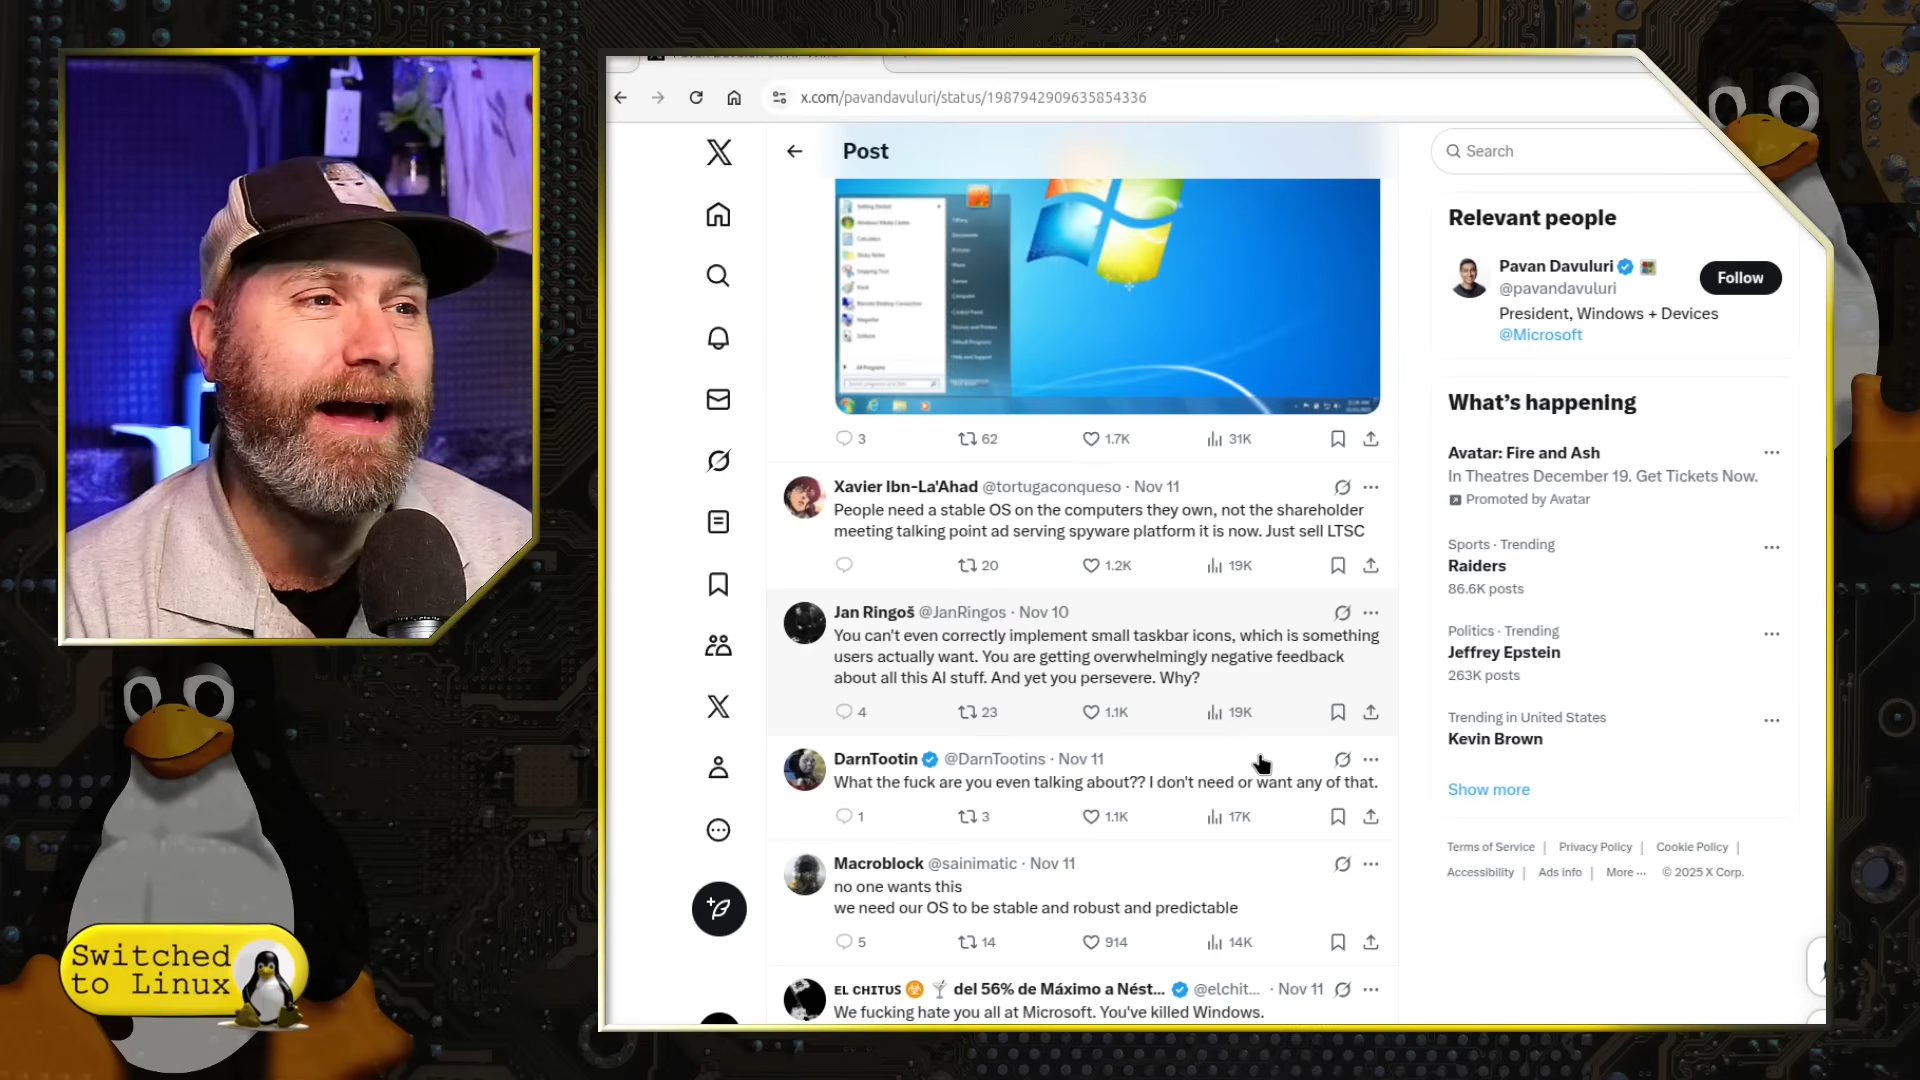 x.com/pavandavuluri/status/1987942909635854336
Post
Search
All Programs
3 62 1.7K 31K
Xavier Ibn-La'Ahad @tortugaconqueso · Nov 11
People need a stable OS on the computers they own, not the shareholder
meeting talking point ad serving spyware platform it is now. Just sell LTSC
20 1.2K 19K
Jan Ringoš @JanRingos · Nov 10
You can't even correctly implement small taskbar icons, which is something
users actually want. You are getting overwhelmingly negative feedback
about all this AI stuff. And yet you persevere. Why?
4 23 1.1K 19K
DarnTootin @DarnTootins · Nov 11
What the fuck are you even talking about?? I don't need or want any of that.
1 3 1.1K 17K
Macroblock @sainimatic · Nov 11
no one wants this
we need our OS to be stable and robust and predictable
5 14 914 14K
EL CHITUS del 56% de Máximo a Nést... @elchit... · Nov 11
We fucking hate you all at Microsoft. You've killed Windows.
Relevant people
Pavan Davuluri
@pavandavuluri
Follow
President, Windows + Devices
@Microsoft
What's happening
Avatar: Fire and Ash
In Theatres December 19. Get Tickets Now.
Promoted by Avatar
Sports · Trending
Raiders
86.6K posts
Politics · Trending
Jeffrey Epstein
263K posts
Trending in United States
Kevin Brown
Show more
Terms of Service | Privacy Policy | Cookie Policy |
Accessibility | Ads info | More ··· © 2025 X Corp.
Switched
to Linux